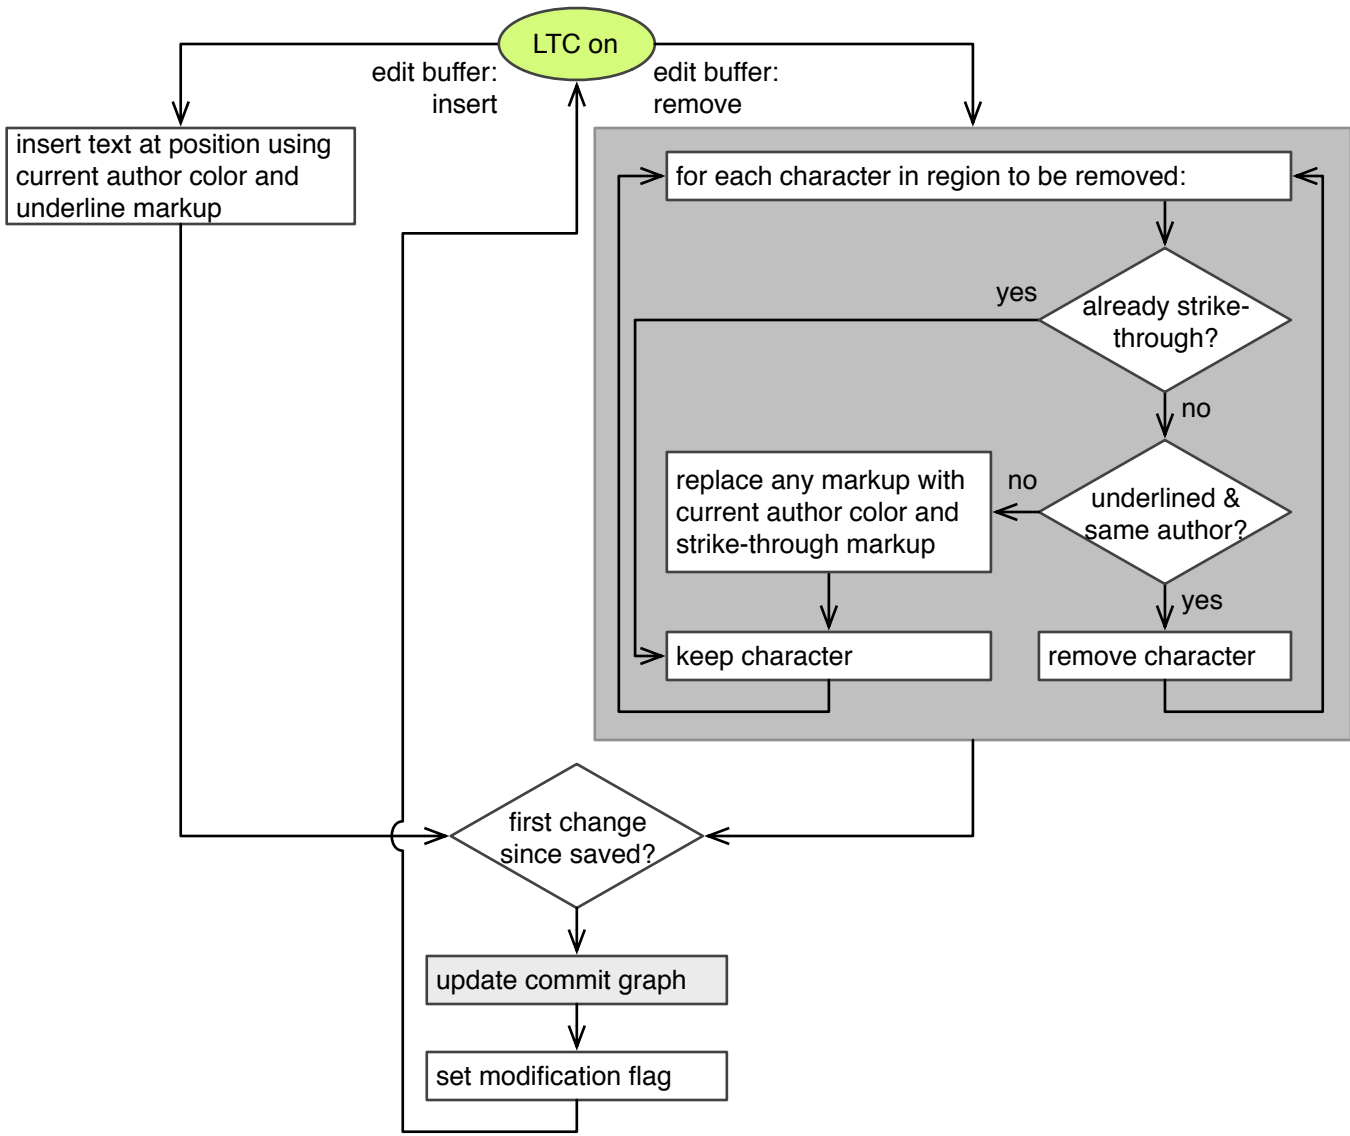 LTC on
edit buffer:
insert
edit buffer:
remove
insert text at position using
current author color and
underline markup
for each character in region to be removed:
yes
already strike-
through?
no
replace any markup with
current author color and
strike-through markup
no
underlined &
same author?
yes
keep character
remove character
first change
since saved?
update commit graph
set modification flag